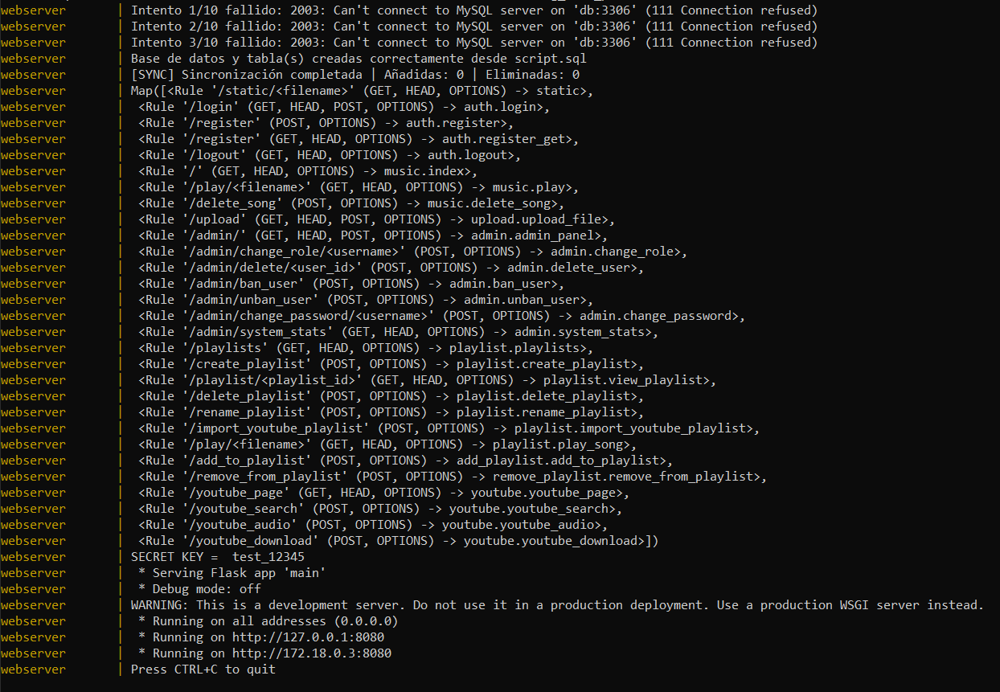 webserver | Intento 1/10 fallido: 2003: Can't connect to MySQL server on 'db:3306' (111 Connection refused)
webserver | Intento 2/10 fallido: 2003: Can't connect to MySQL server on 'db:3306' (111 Connection refused)
webserver | Intento 3/10 fallido: 2003: Can't connect to MySQL server on 'db:3306' (111 Connection refused)
webserver | Base de datos y tabla(s) creadas correctamente desde script.sql
webserver | [SYNC] Sincronización completada | Añadidas: 0 | Eliminadas: 0
webserver | Map([<Rule '/static/<filename>' (GET, HEAD, OPTIONS) -> static>,
webserver |  <Rule '/login' (GET, HEAD, POST, OPTIONS) -> auth.login>,
webserver |  <Rule '/register' (POST, OPTIONS) -> auth.register>,
webserver |  <Rule '/register' (GET, HEAD, OPTIONS) -> auth.register_get>,
webserver |  <Rule '/logout' (GET, HEAD, OPTIONS) -> auth.logout>,
webserver |  <Rule '/' (GET, HEAD, OPTIONS) -> music.index>,
webserver |  <Rule '/play/<filename>' (GET, HEAD, OPTIONS) -> music.play>,
webserver |  <Rule '/delete_song' (POST, OPTIONS) -> music.delete_song>,
webserver |  <Rule '/upload' (GET, HEAD, POST, OPTIONS) -> upload.upload_file>,
webserver |  <Rule '/admin/' (GET, HEAD, POST, OPTIONS) -> admin.admin_panel>,
webserver |  <Rule '/admin/change_role/<username>' (POST, OPTIONS) -> admin.change_role>,
webserver |  <Rule '/admin/delete/<user_id>' (POST, OPTIONS) -> admin.delete_user>,
webserver |  <Rule '/admin/ban_user' (POST, OPTIONS) -> admin.ban_user>,
webserver |  <Rule '/admin/unban_user' (POST, OPTIONS) -> admin.unban_user>,
webserver |  <Rule '/admin/change_password/<username>' (POST, OPTIONS) -> admin.change_password>,
webserver |  <Rule '/admin/system_stats' (GET, HEAD, OPTIONS) -> admin.system_stats>,
webserver |  <Rule '/playlists' (GET, HEAD, OPTIONS) -> playlist.playlists>,
webserver |  <Rule '/create_playlist' (POST, OPTIONS) -> playlist.create_playlist>,
webserver |  <Rule '/playlist/<playlist_id>' (GET, HEAD, OPTIONS) -> playlist.view_playlist>,
webserver |  <Rule '/delete_playlist' (POST, OPTIONS) -> playlist.delete_playlist>,
webserver |  <Rule '/rename_playlist' (POST, OPTIONS) -> playlist.rename_playlist>,
webserver |  <Rule '/import_youtube_playlist' (POST, OPTIONS) -> playlist.import_youtube_playlist>,
webserver |  <Rule '/play/<filename>' (GET, HEAD, OPTIONS) -> playlist.play_song>,
webserver |  <Rule '/add_to_playlist' (POST, OPTIONS) -> add_playlist.add_to_playlist>,
webserver |  <Rule '/remove_from_playlist' (POST, OPTIONS) -> remove_playlist.remove_from_playlist>,
webserver |  <Rule '/youtube_page' (GET, HEAD, OPTIONS) -> youtube.youtube_page>,
webserver |  <Rule '/youtube_search' (POST, OPTIONS) -> youtube.youtube_search>,
webserver |  <Rule '/youtube_audio' (POST, OPTIONS) -> youtube.youtube_audio>,
webserver |  <Rule '/youtube_download' (POST, OPTIONS) -> youtube.youtube_download>])
webserver | SECRET KEY =  test_12345
webserver |  * Serving Flask app 'main'
webserver |  * Debug mode: off
webserver | WARNING: This is a development server. Do not use it in a production deployment. Use a production WSGI server instead.
webserver |  * Running on all addresses (0.0.0.0)
webserver |  * Running on http://127.0.0.1:8080
webserver |  * Running on http://172.18.0.3:8080
webserver | Press CTRL+C to quit